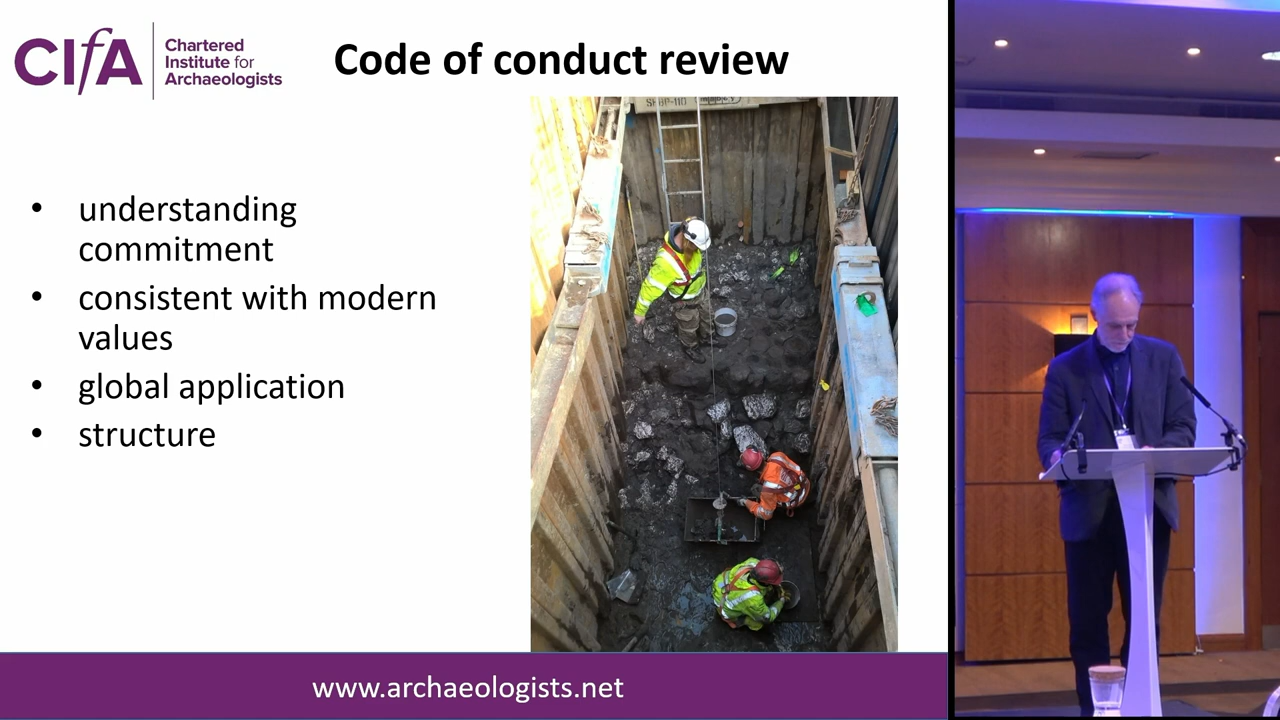 CIfA
Chartered
Institute for
Archaeologists
Code of conduct review
• understanding
commitment
• consistent with modern
values
• global application
• structure
www.archaeologists.net